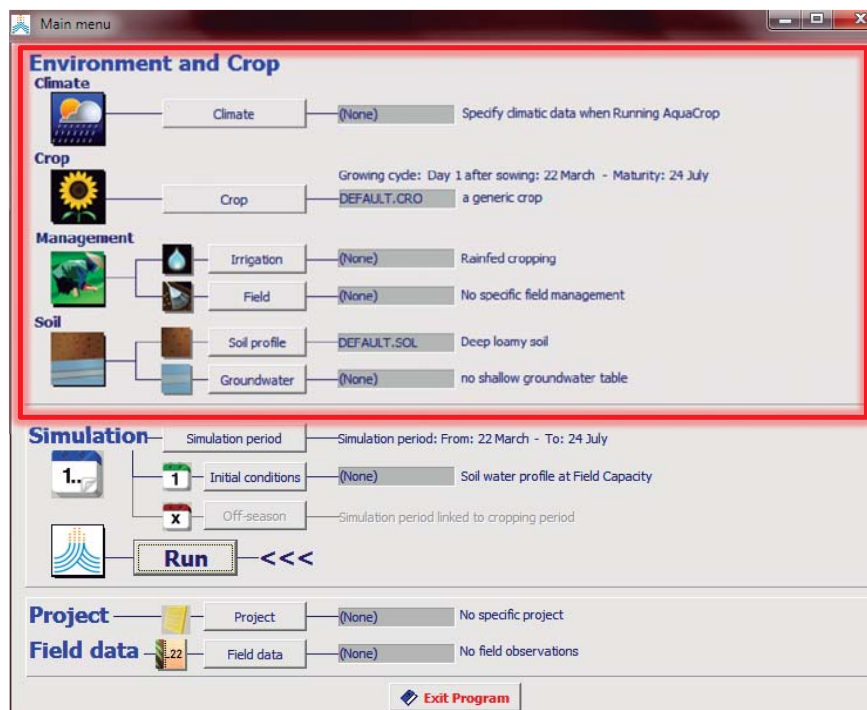 Main menu
Environment and Crop
Climate
Climate (None) Specify climatic data when Running AquaCrop
Crop
Growing cycle: Day 1 after sowing: 22 March - Maturity: 24 July
Crop DEFAULT.CRO a generic crop
Management
Irrigation (None) Rainfed cropping
Field (None) No specific field management
Soil
Soil profile DEFAULT.SOL Deep loamy soil
Groundwater (None) no shallow groundwater table
Simulation Simulation period Simulation period: From: 22 March - To: 24 July
1.. 1 Initial conditions (None) Soil water profile at Field Capacity
X Off-season Simulation period linked to cropping period
Run <<<
Project Project (None) No specific project
Field data .22 Field data (None) No field observations
Exit Program